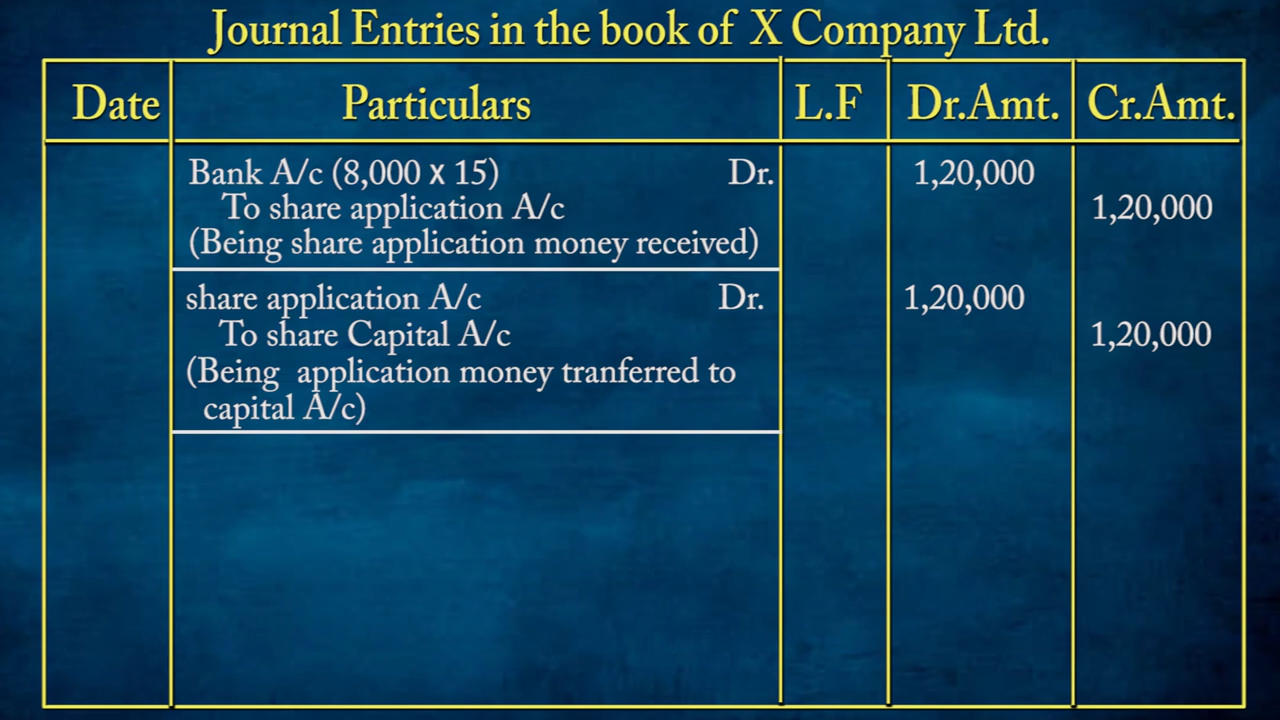 Journal Entries in the book of X Company Ltd.
Date Particulars L.F Dr.Amt. Cr.Amt.
Bank A/c (8,000 x 15) Dr. 1,20,000
To share application A/c 1,20,000
(Being share application money received)
share application A/c Dr. 1,20,000
To share Capital A/c 1,20,000
(Being application money tranferred to
capital A/c)